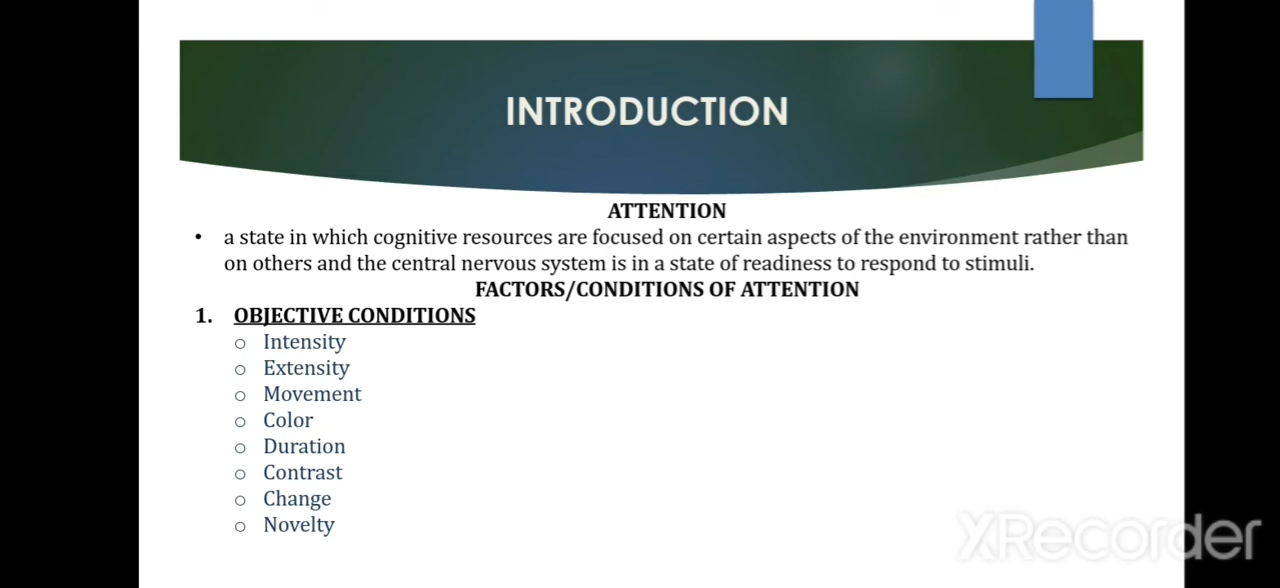 INTRODUCTION
ATTENTION
• a state in which cognitive resources are focused on certain aspects of the environment rather than
on others and the central nervous system is in a state of readiness to respond to stimuli.
FACTORS/CONDITIONS OF ATTENTION
1. OBJECTIVE CONDITIONS
o Intensity
o Extensity
o Movement
o Color
o Duration
o Contrast
o Change
o Novelty
XRecorder